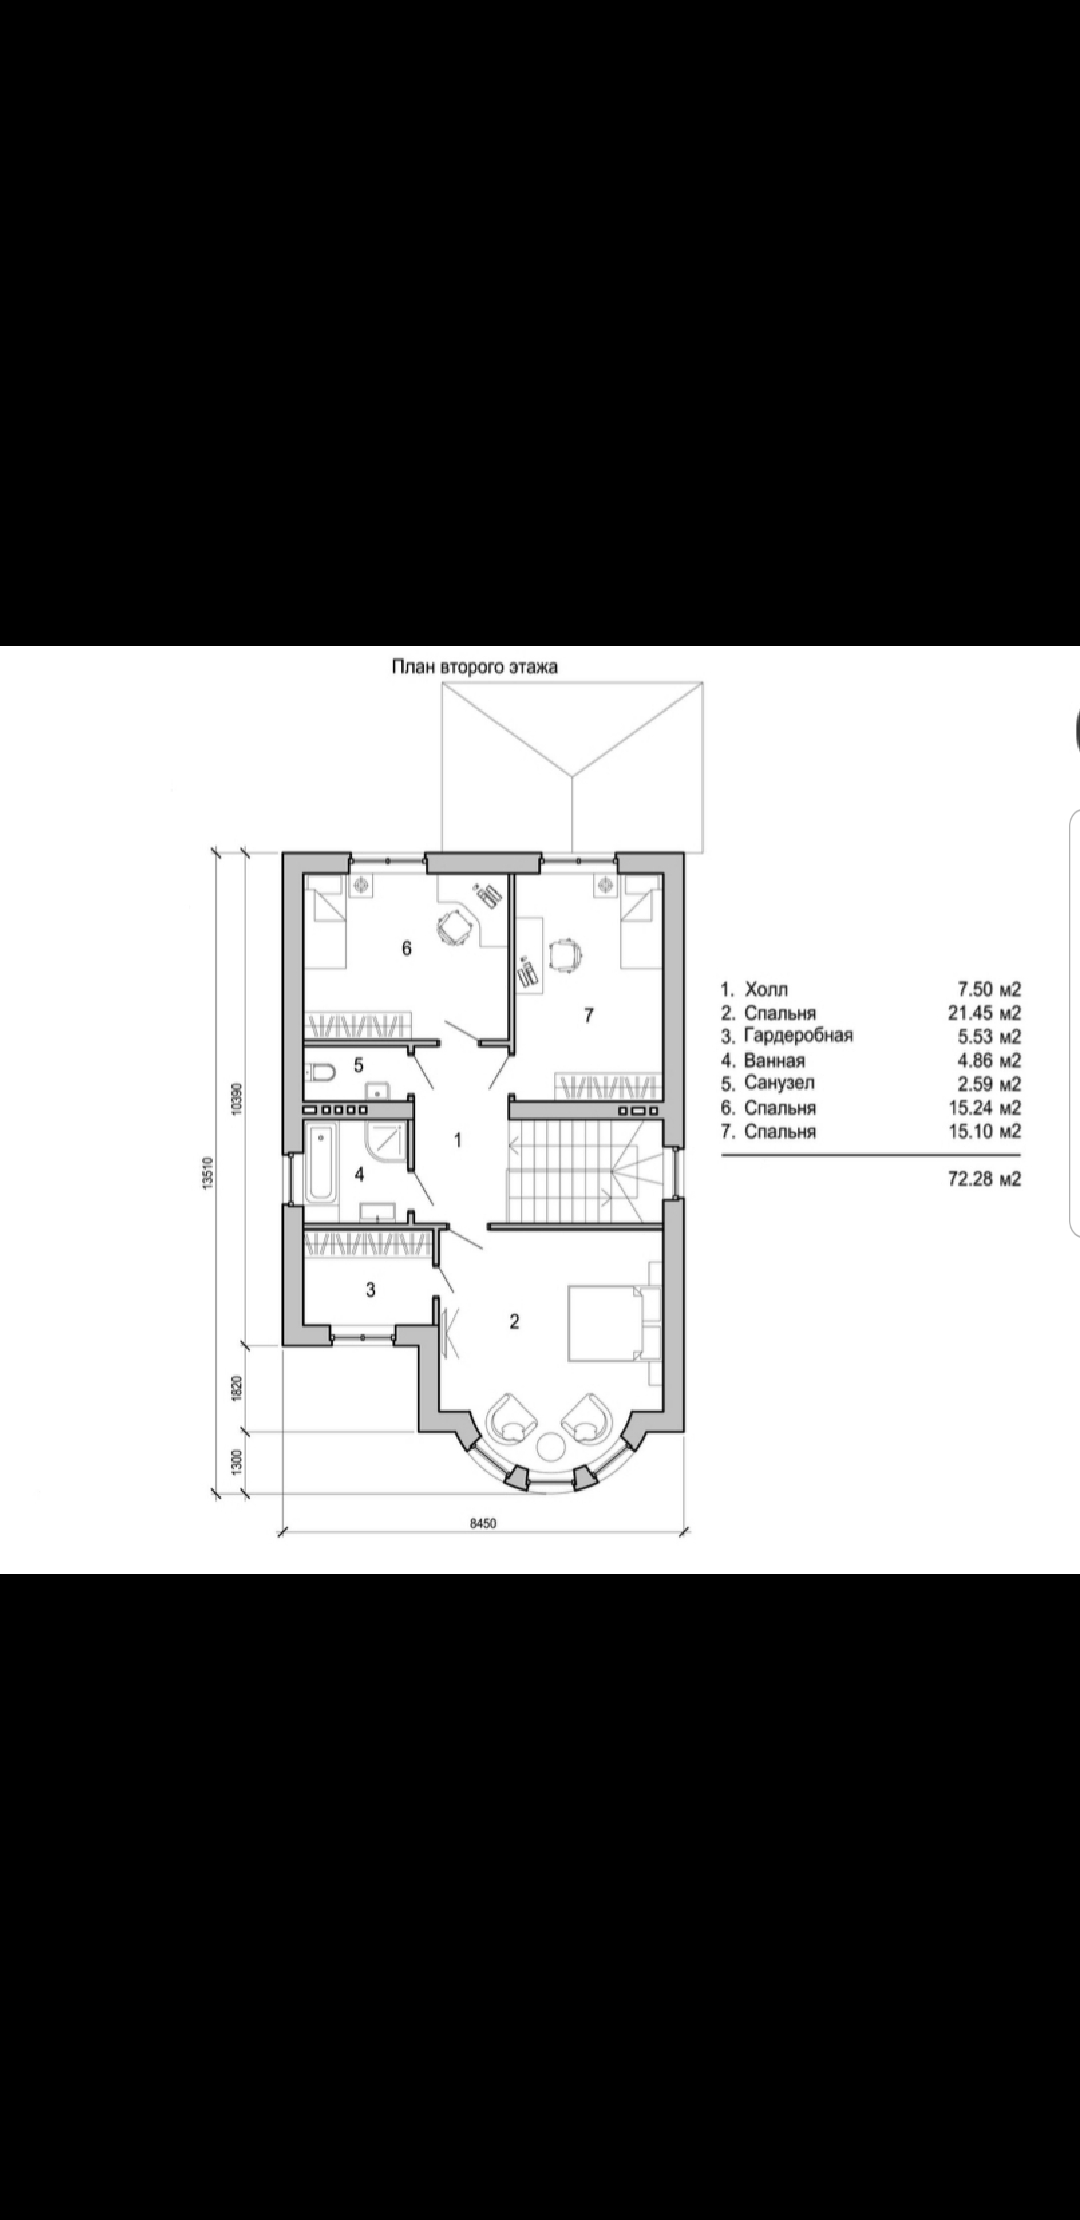 План второго этажа
6
7
5
1
4
3
2
10390
13510
1820
1300
8450
1. Холл 7.50 м2
2. Спальня 21.45 м2
3. Гардеробная 5.53 м2
4. Ванная 4.86 м2
5. Санузел 2.59 м2
6. Спальня 15.24 м2
7. Спальня 15.10 м2
72.28 м2